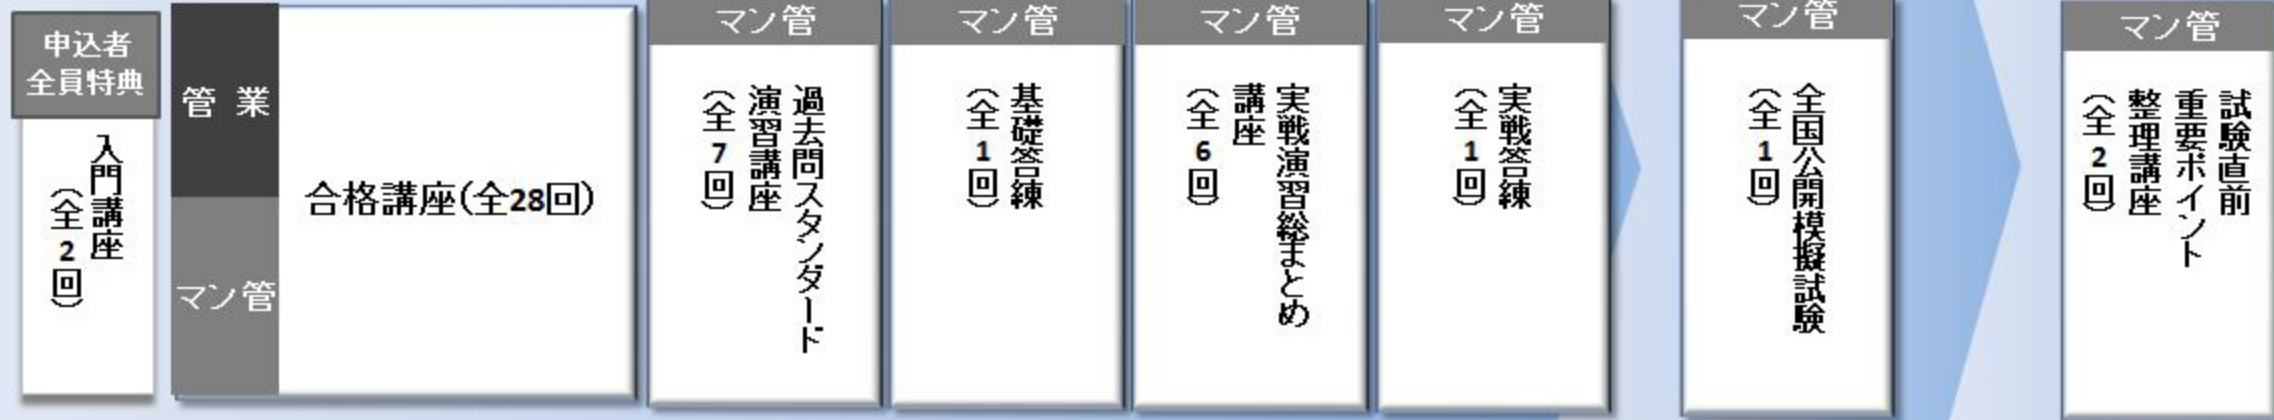 申込者
全員特典
入門講座
（全2回）
管業
マン管
合格講座(全28回)
マン管
過去問スタンダード
演習講座
（全7回）
マン管
基礎答練
（全1回）
マン管
実戦演習総まとめ
講座
（全6回）
マン管
実戦答練
（全1回）
マン管
全国公開模擬試験
（全1回）
マン管
試験直前
重要ポイント
整理講座
（全2回）